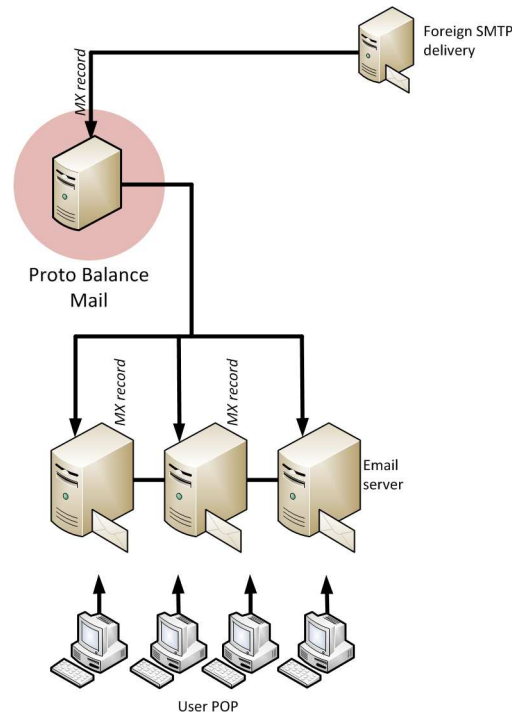 Foreign SMTP
delivery
MX record
Proto Balance
Mail
MX record
MX record
Email
server
User POP